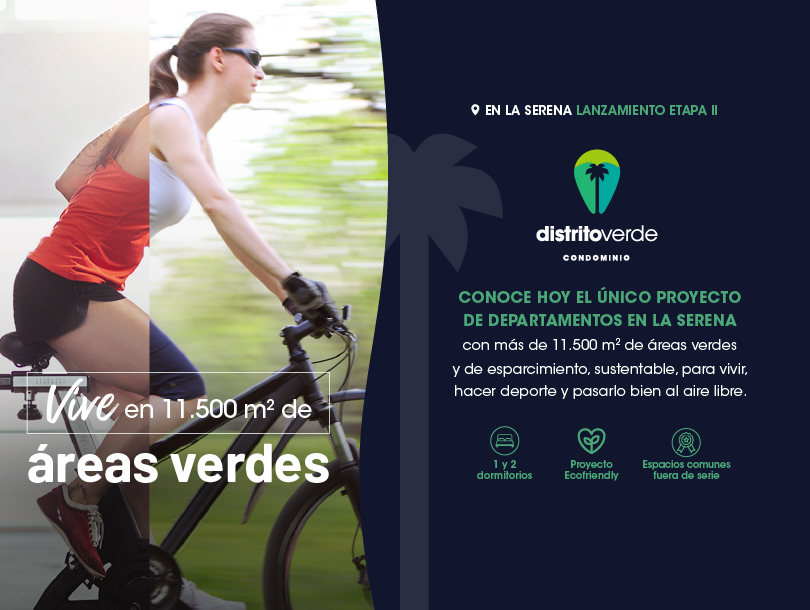 Vive en 11.500 m² de
áreas verdes
EN LA SERENA LANZAMIENTO ETAPA II
distritoverde
CONDOMINIO
CONOCE HOY EL ÚNICO PROYECTO
DE DEPARTAMENTOS EN LA SERENA
con más de 11.500 m² de áreas verdes
y de esparcimiento, sustentable, para vivir,
hacer deporte y pasarlo bien al aire libre.
1 y 2
dormitorios
Proyecto
Ecofriendly
Espacios comunes
fuera de serie